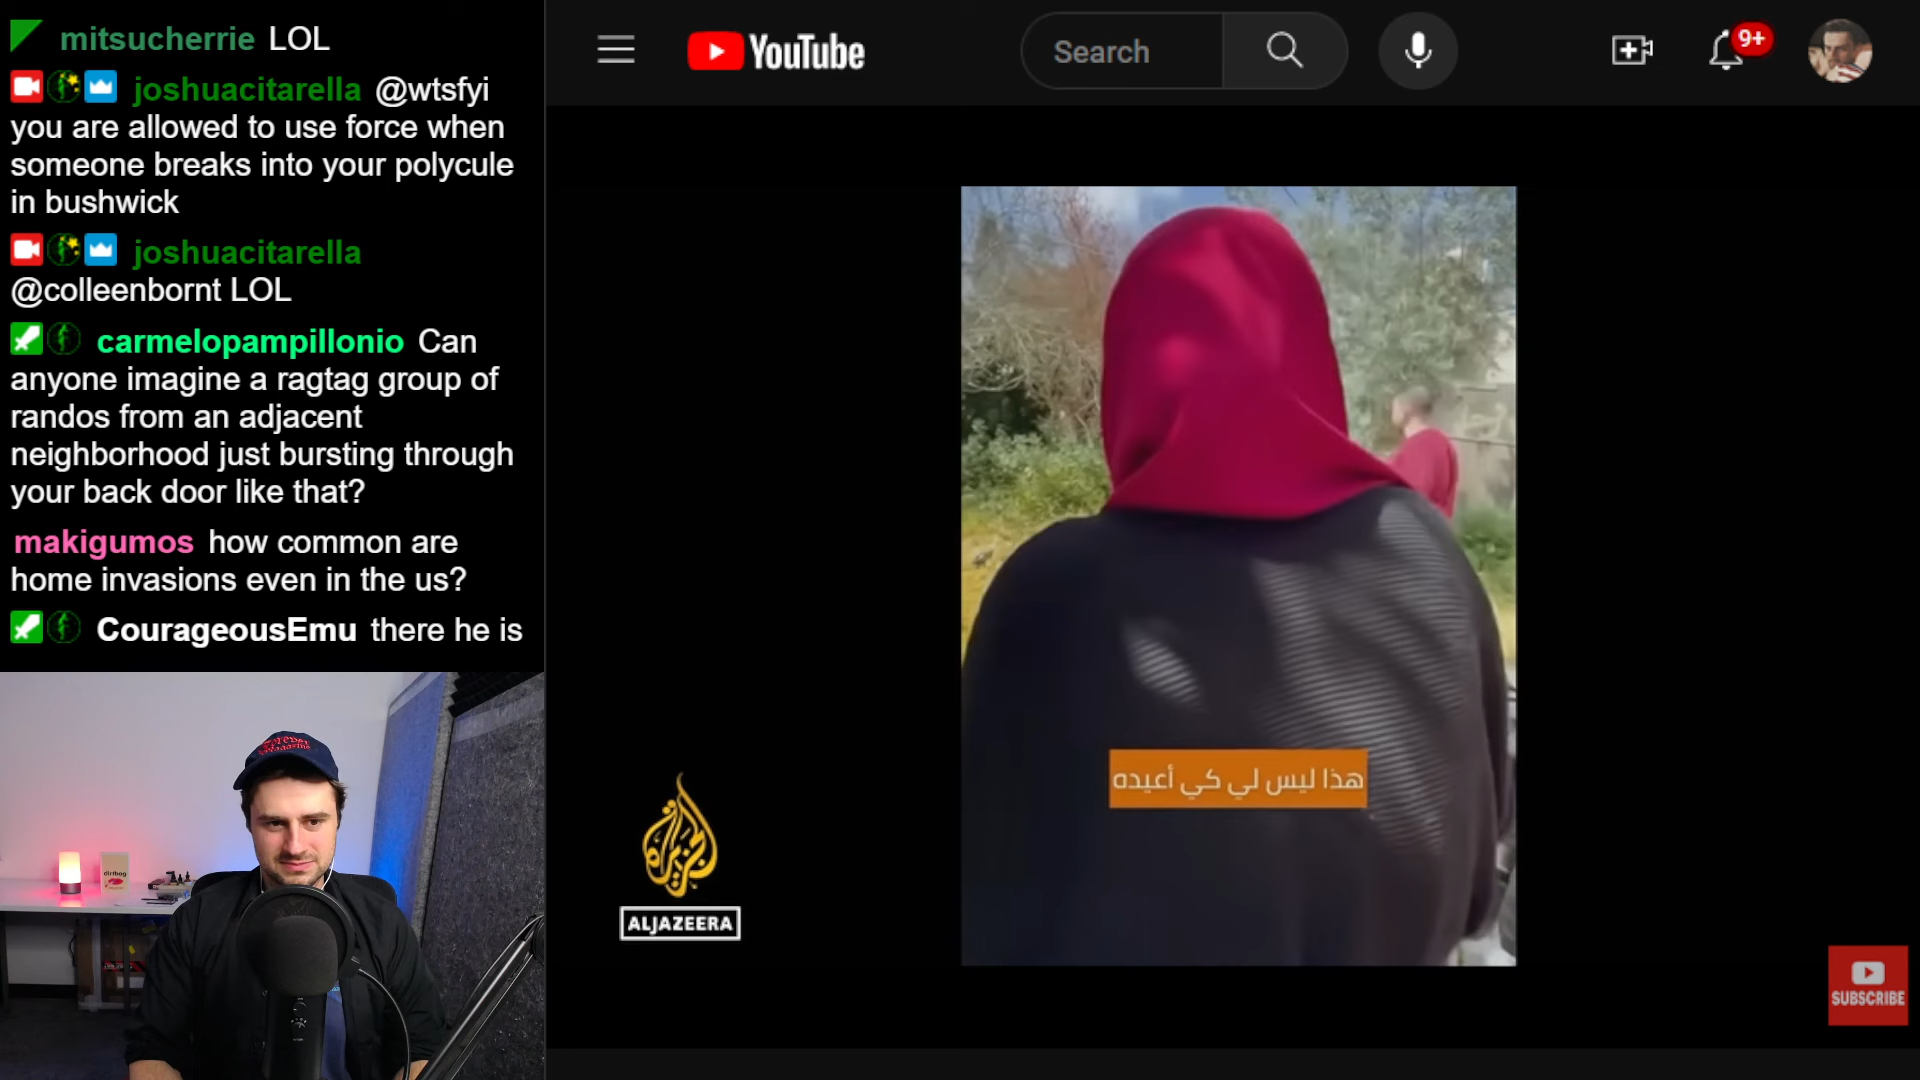 mitsucherrie LOL
joshuacitarella @wtsfyi
you are allowed to use force when
someone breaks into your polycule
in bushwick
joshuacitarella
@colleenbornt LOL
carmelopampillonio Can
anyone imagine a ragtag group of
randos from an adjacent
neighborhood just bursting through
your back door like that?
makigumos how common are
home invasions even in the us?
CourageousEmu there he is
YouTube
Search
9+
هذا ليس لي كي أعيده
الجزيرة
ALJAZEERA
SUBSCRIBE
dirtbag